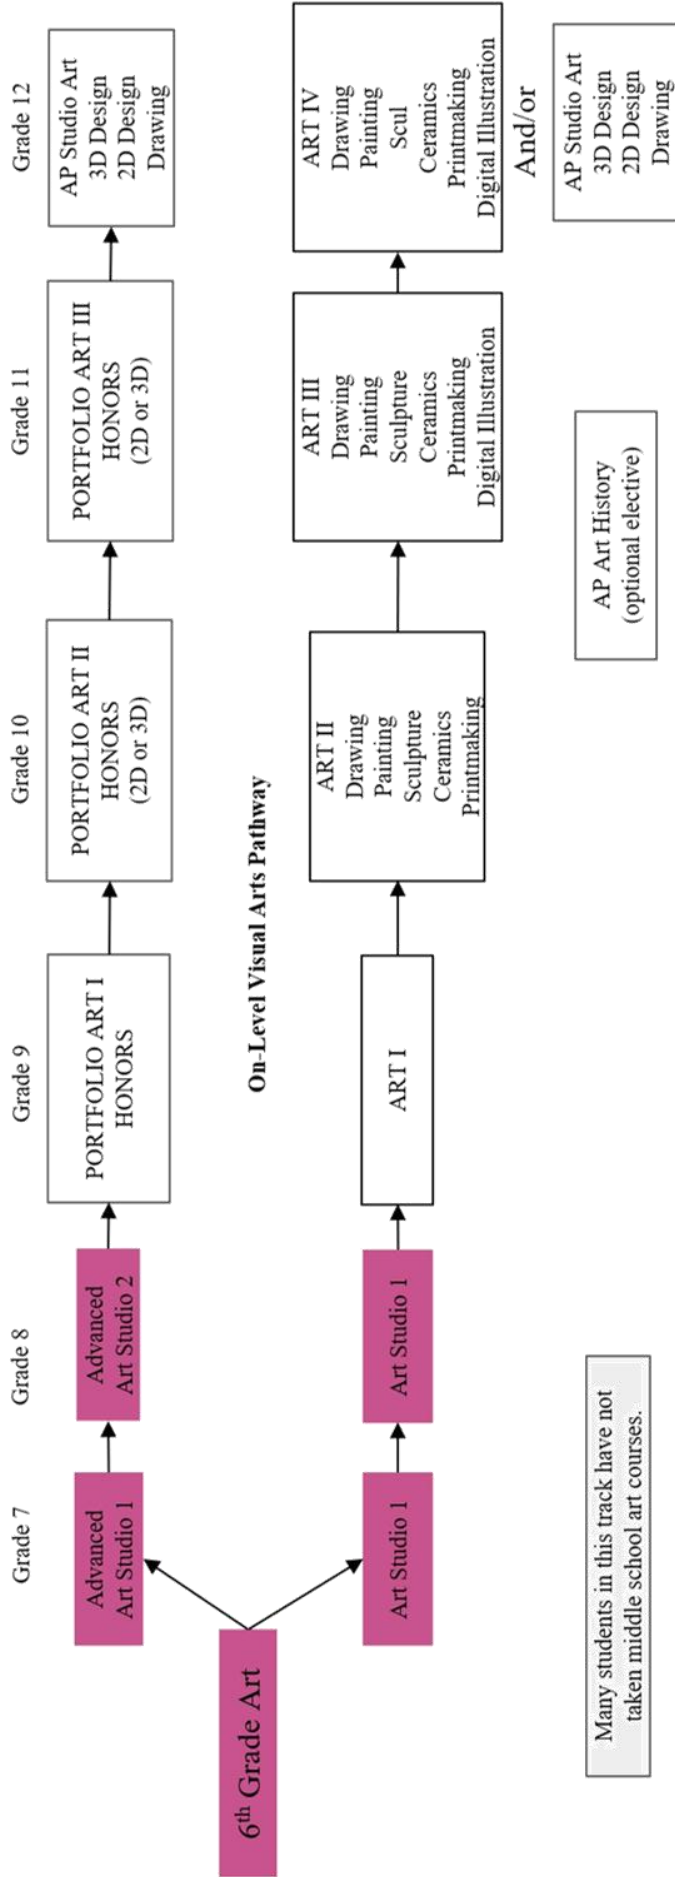 Grade 7
Grade 8
Grade 9
Grade 10
Grade 11
Grade 12
6th Grade Art
Advanced
Art Studio 1
Advanced
Art Studio 2
PORTFOLIO ART I
HONORS
PORTFOLIO ART II
HONORS
(2D or 3D)
PORTFOLIO ART III
HONORS
(2D or 3D)
AP Studio Art
3D Design
2D Design
Drawing
On-Level Visual Arts Pathway
Art Studio 1
Art Studio 1
ART I
ART II
Drawing
Painting
Sculpture
Ceramics
Printmaking
ART III
Drawing
Painting
Sculpture
Ceramics
Printmaking
Digital Illustration
ART IV
Drawing
Painting
Scul
Ceramics
Printmaking
Digital Illustration
And/or
AP Studio Art
3D Design
2D Design
Drawing
Many students in this track have not
taken middle school art courses.
AP Art History
(optional elective)